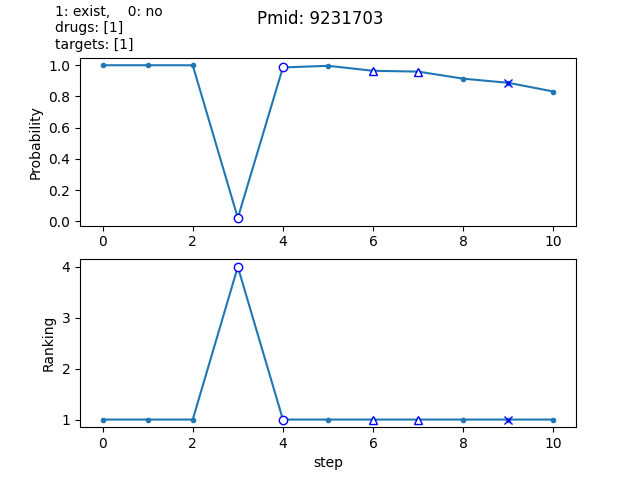 1: exist,    0: no
drugs: [1]
targets: [1]
Pmid: 9231703
Probability
1.0
0.8
0.6
0.4
0.2
0.0
0 2 4 6 8 10
Ranking
4
3
2
1
0 2 4 6 8 10
step